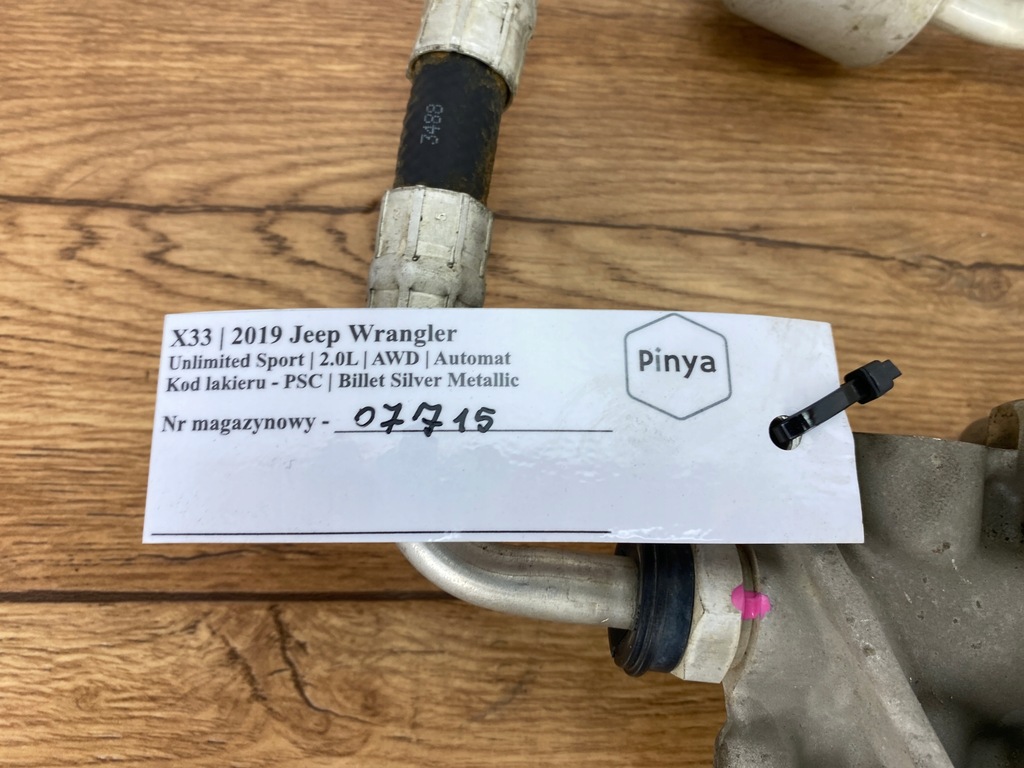 3488
X33 | 2019 Jeep Wrangler
Unlimited Sport | 2.0L | AWD | Automat
Kod lakieru - PSC | Billet Silver Metallic
Nr magazynowy - 07715
Pinya